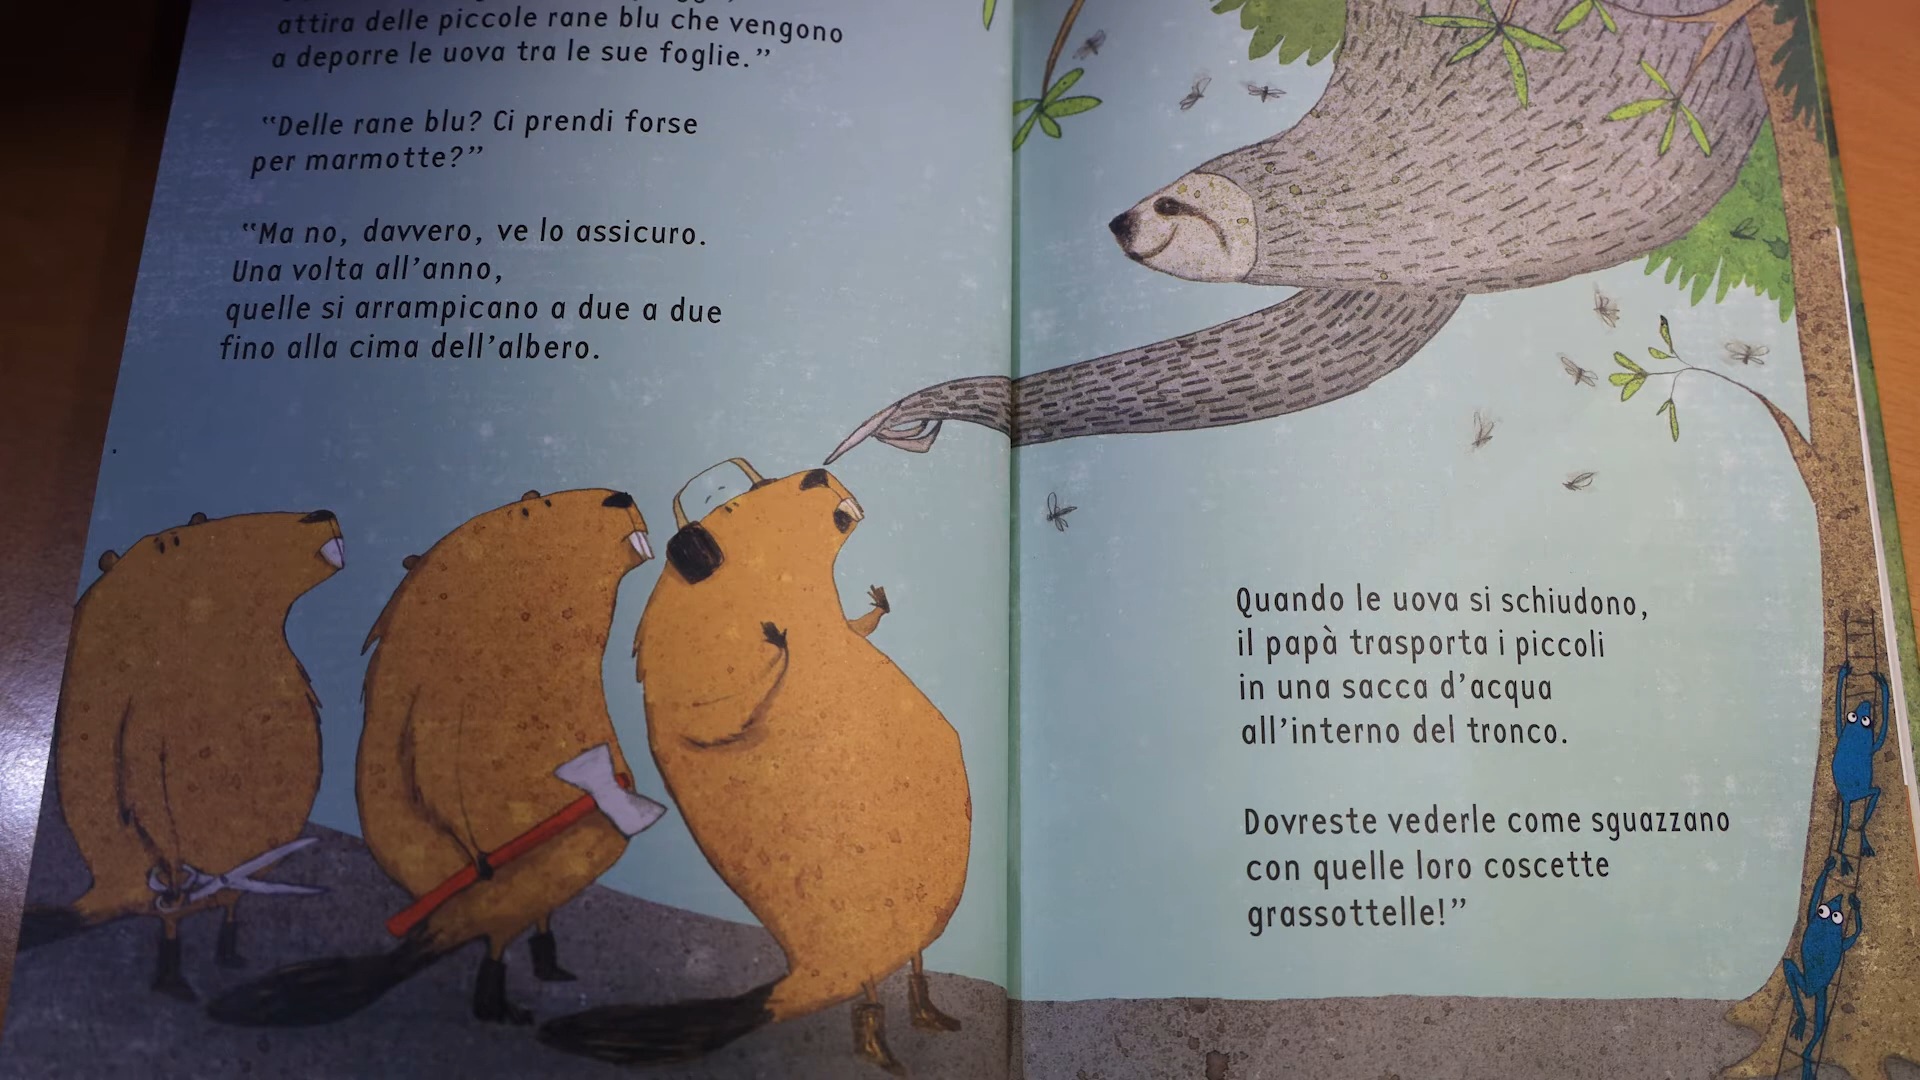 attira delle piccole rane blu che vengono
a deporre le uova tra le sue foglie.”
“Delle rane blu? Ci prendi forse
per marmotte?”
“Ma no, davvero, ve lo assicuro.
Una volta all’anno,
quelle si arrampicano a due a due
fino alla cima dell’albero.
Quando le uova si schiudono,
il papà trasporta i piccoli
in una sacca d’acqua
all’interno del tronco.
Dovreste vederle come sguazzano
con quelle loro coscette
grassottelle!”